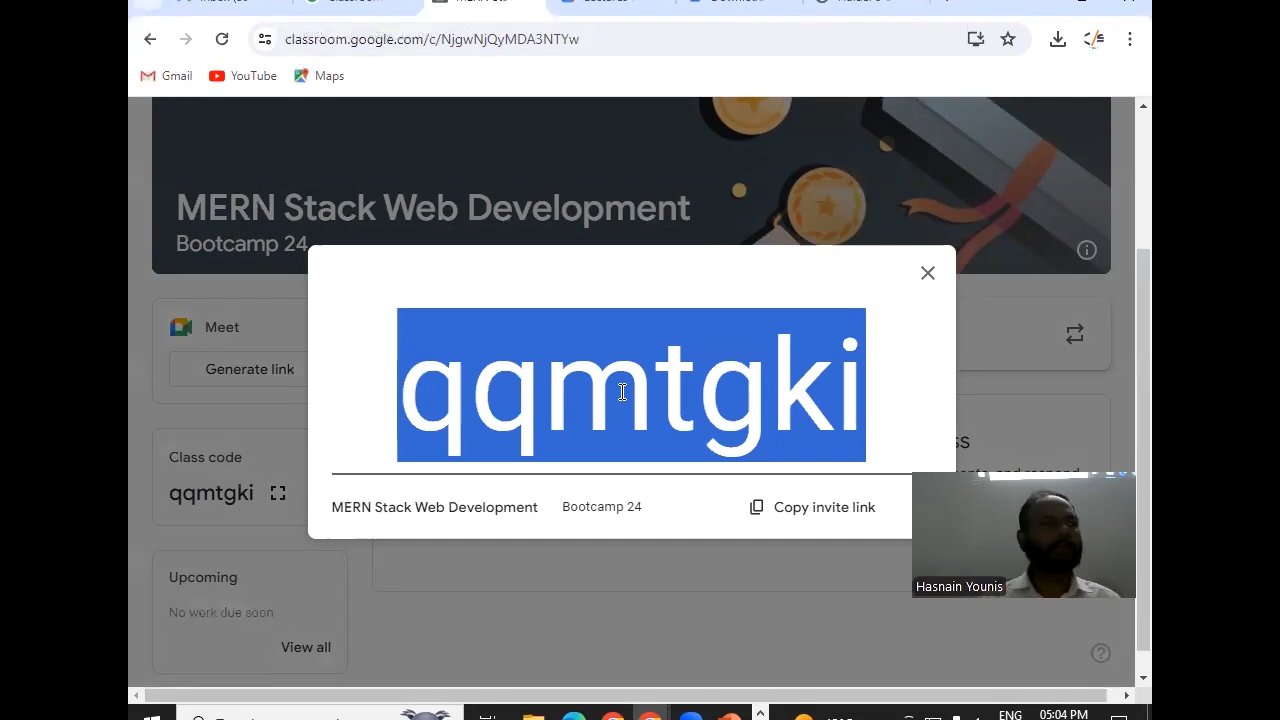 classroom.google.com/c/NjgwNjQyMDA3NTYw
Gmail YouTube Maps
MERN Stack Web Development
Bootcamp 24
Meet
Generate link
Class code
qqmtgki
qqmtgki
MERN Stack Web Development Bootcamp 24 Copy invite link
Upcoming
No work due soon
View all
Hasnain Younis
ENG 05:04 PM